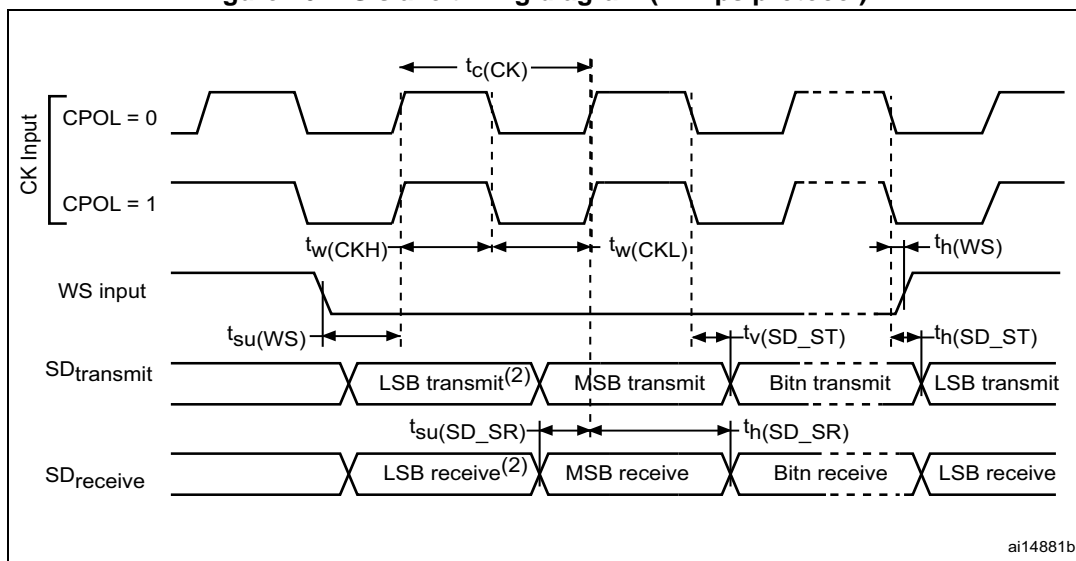 tc(CK)
CPOL = 0
CK Input
CPOL = 1
tw(CKH)
tw(CKL)
th(WS)
WS input
tsu(WS)
tv(SD_ST)
th(SD_ST)
SDtransmit
LSB transmit(2)
MSB transmit
Bitn transmit
LSB transmit
tsu(SD_SR)
th(SD_SR)
SDreceive
LSB receive(2)
MSB receive
Bitn receive
LSB receive
ai14881b